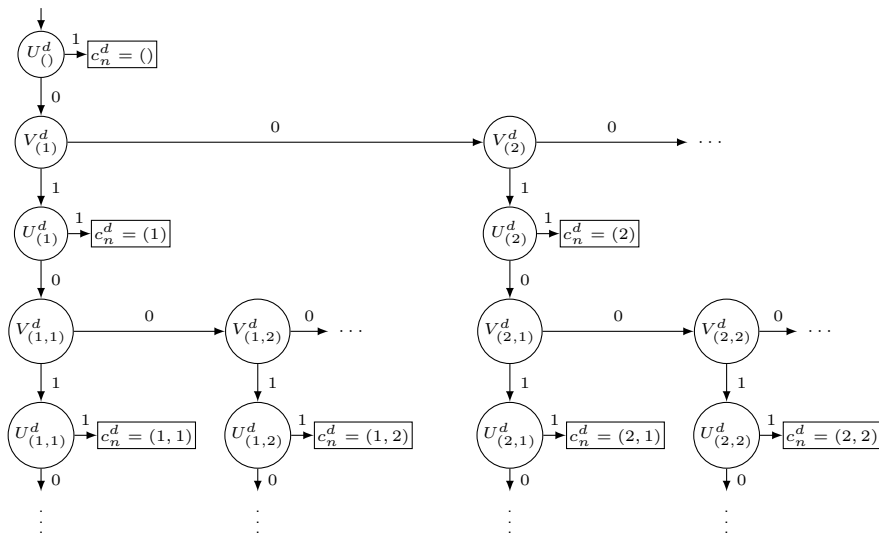 1
U^d_{()} c^d_n = ()
0
0 0
V^d_{(1)} V^d_{(2)} ...
1 1
1 1
U^d_{(1)} c^d_n = (1) U^d_{(2)} c^d_n = (2)
0 0
0 0 0 0
V^d_{(1,1)} V^d_{(1,2)} ... V^d_{(2,1)} V^d_{(2,2)} ...
1 1 1 1
1 1 1 1
U^d_{(1,1)} c^d_n = (1, 1) U^d_{(1,2)} c^d_n = (1, 2) U^d_{(2,1)} c^d_n = (2, 1) U^d_{(2,2)} c^d_n = (2, 2)
0 0 0 0
⋮ ⋮ ⋮ ⋮